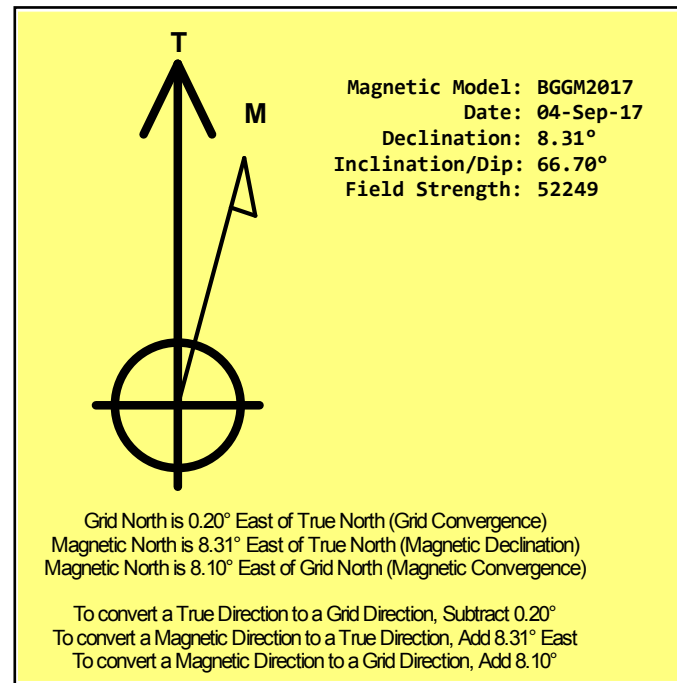 T
M
Magnetic Model: BGGM2017
Date: 04-Sep-17
Declination: 8.31°
Inclination/Dip: 66.70°
Field Strength: 52249
Grid North is 0.20° East of True North (Grid Convergence)
Magnetic North is 8.31° East of True North (Magnetic Declination)
Magnetic North is 8.10° East of Grid North (Magnetic Convergence)
To convert a True Direction to a Grid Direction, Subtract 0.20°
To convert a Magnetic Direction to a True Direction, Add 8.31° East
To convert a Magnetic Direction to a Grid Direction, Add 8.10°